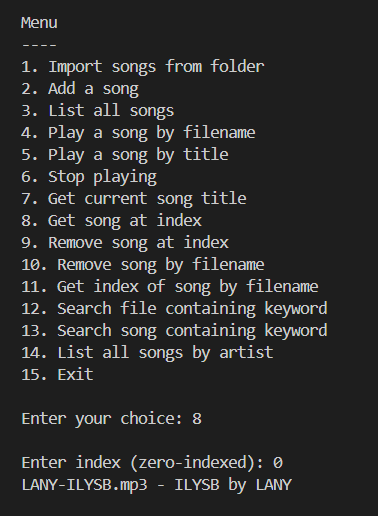 Menu
----
1. Import songs from folder
2. Add a song
3. List all songs
4. Play a song by filename
5. Play a song by title
6. Stop playing
7. Get current song title
8. Get song at index
9. Remove song at index
10. Remove song by filename
11. Get index of song by filename
12. Search file containing keyword
13. Search song containing keyword
14. List all songs by artist
15. Exit
Enter your choice: 8
Enter index (zero-indexed): 0
LANY-ILYSB.mp3 - ILYSB by LANY